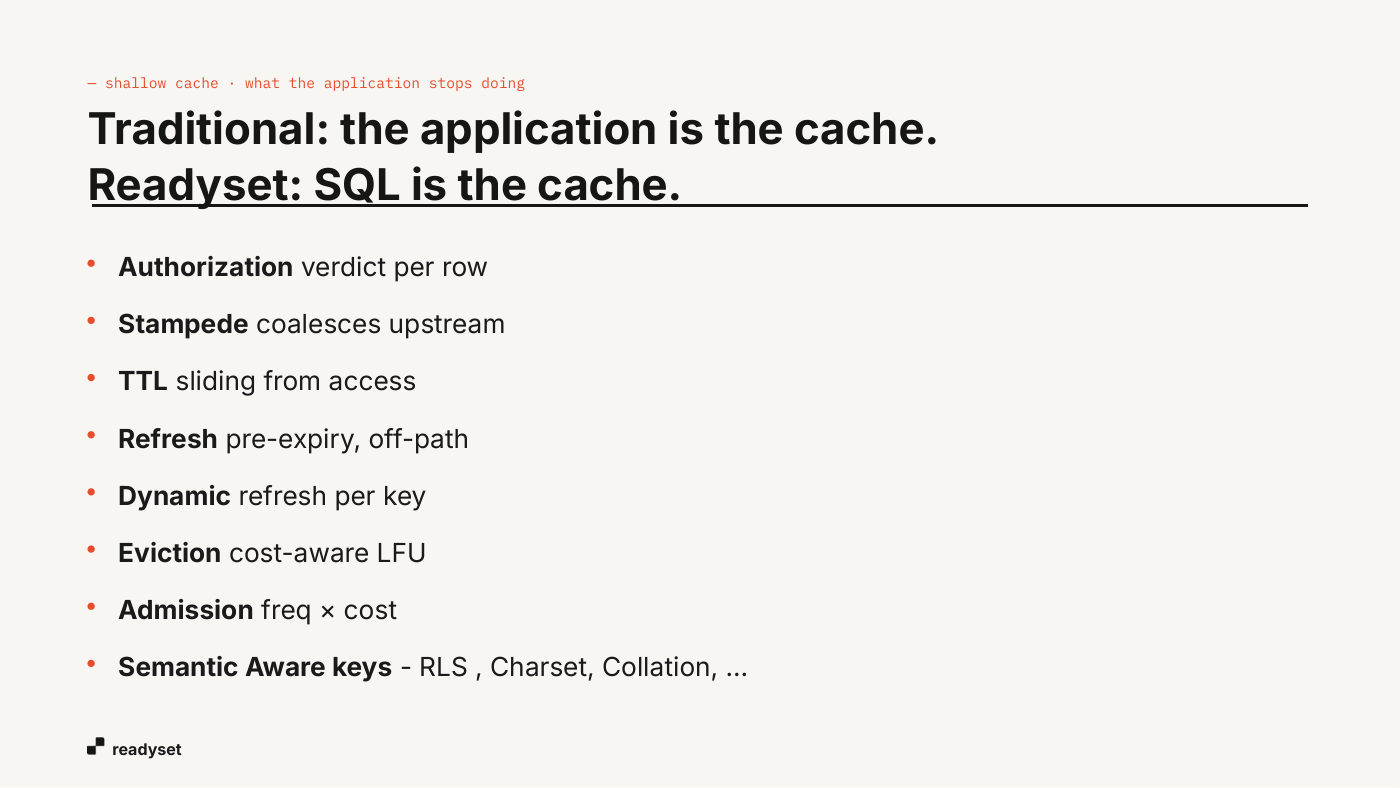 — shallow cache · what the application stops doing
Traditional: the application is the cache.
Readyset: SQL is the cache.
• Authorization verdict per row
• Stampede coalesces upstream
• TTL sliding from access
• Refresh pre-expiry, off-path
• Dynamic refresh per key
• Eviction cost-aware LFU
• Admission freq × cost
• Semantic Aware keys - RLS , Charset, Collation, ...
readyset